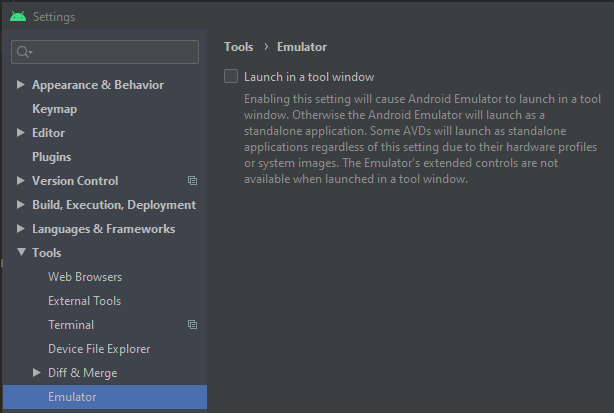 Settings
Appearance & Behavior
Keymap
Editor
Plugins
Version Control
Build, Execution, Deployment
Languages & Frameworks
Tools
Web Browsers
External Tools
Terminal
Device File Explorer
Diff & Merge
Emulator
Tools › Emulator
Launch in a tool window
Enabling this setting will cause Android Emulator to launch in a tool
window. Otherwise the Android Emulator will launch as a
standalone application. Some AVDs will launch as standalone
applications regardless of this setting due to their hardware profiles
or system images. The Emulator's extended controls are not
available when launched in a tool window.